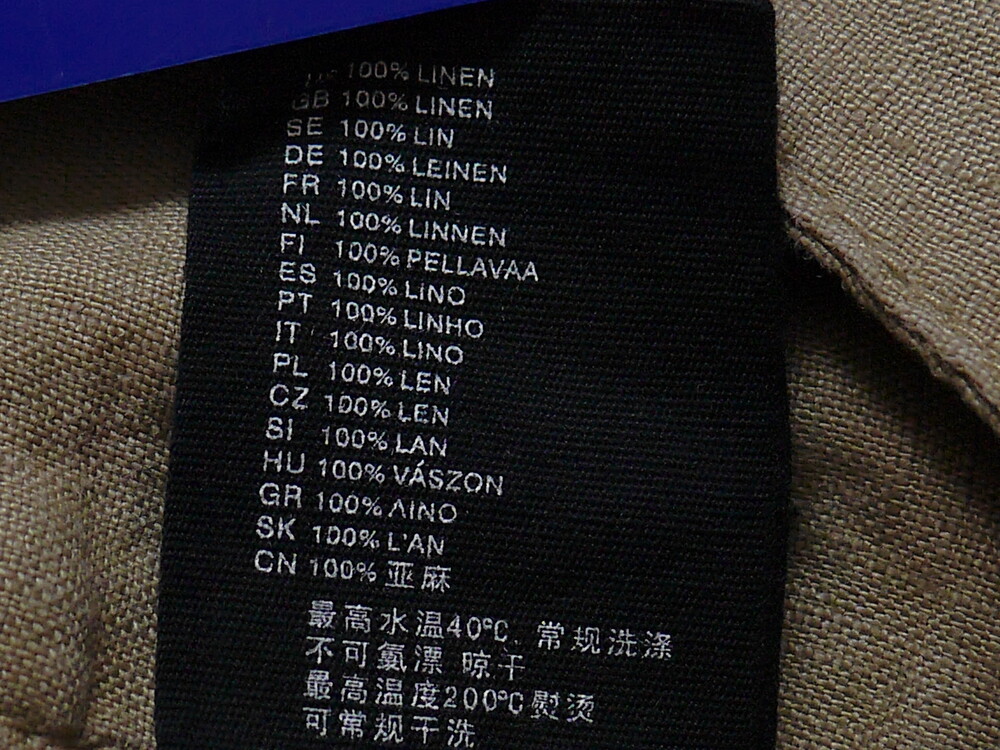 100% LINEN
GB 100% LINEN
SE 100% LIN
DE 100% LEINEN
FR 100% LIN
NL 100% LINNEN
FI 100% PELLAVAA
ES 100% LINO
PT 100% LINHO
IT 100% LINO
PL 100% LEN
CZ 100% LEN
SI 100% LAN
HU 100% VÁSZON
GR 100% ΛΙΝΟ
SK 100% L'AN
CN 100% 亚麻
最高水温40℃. 常规洗涤
不可氯漂 晾干
最高温度200℃熨烫
可常规干洗